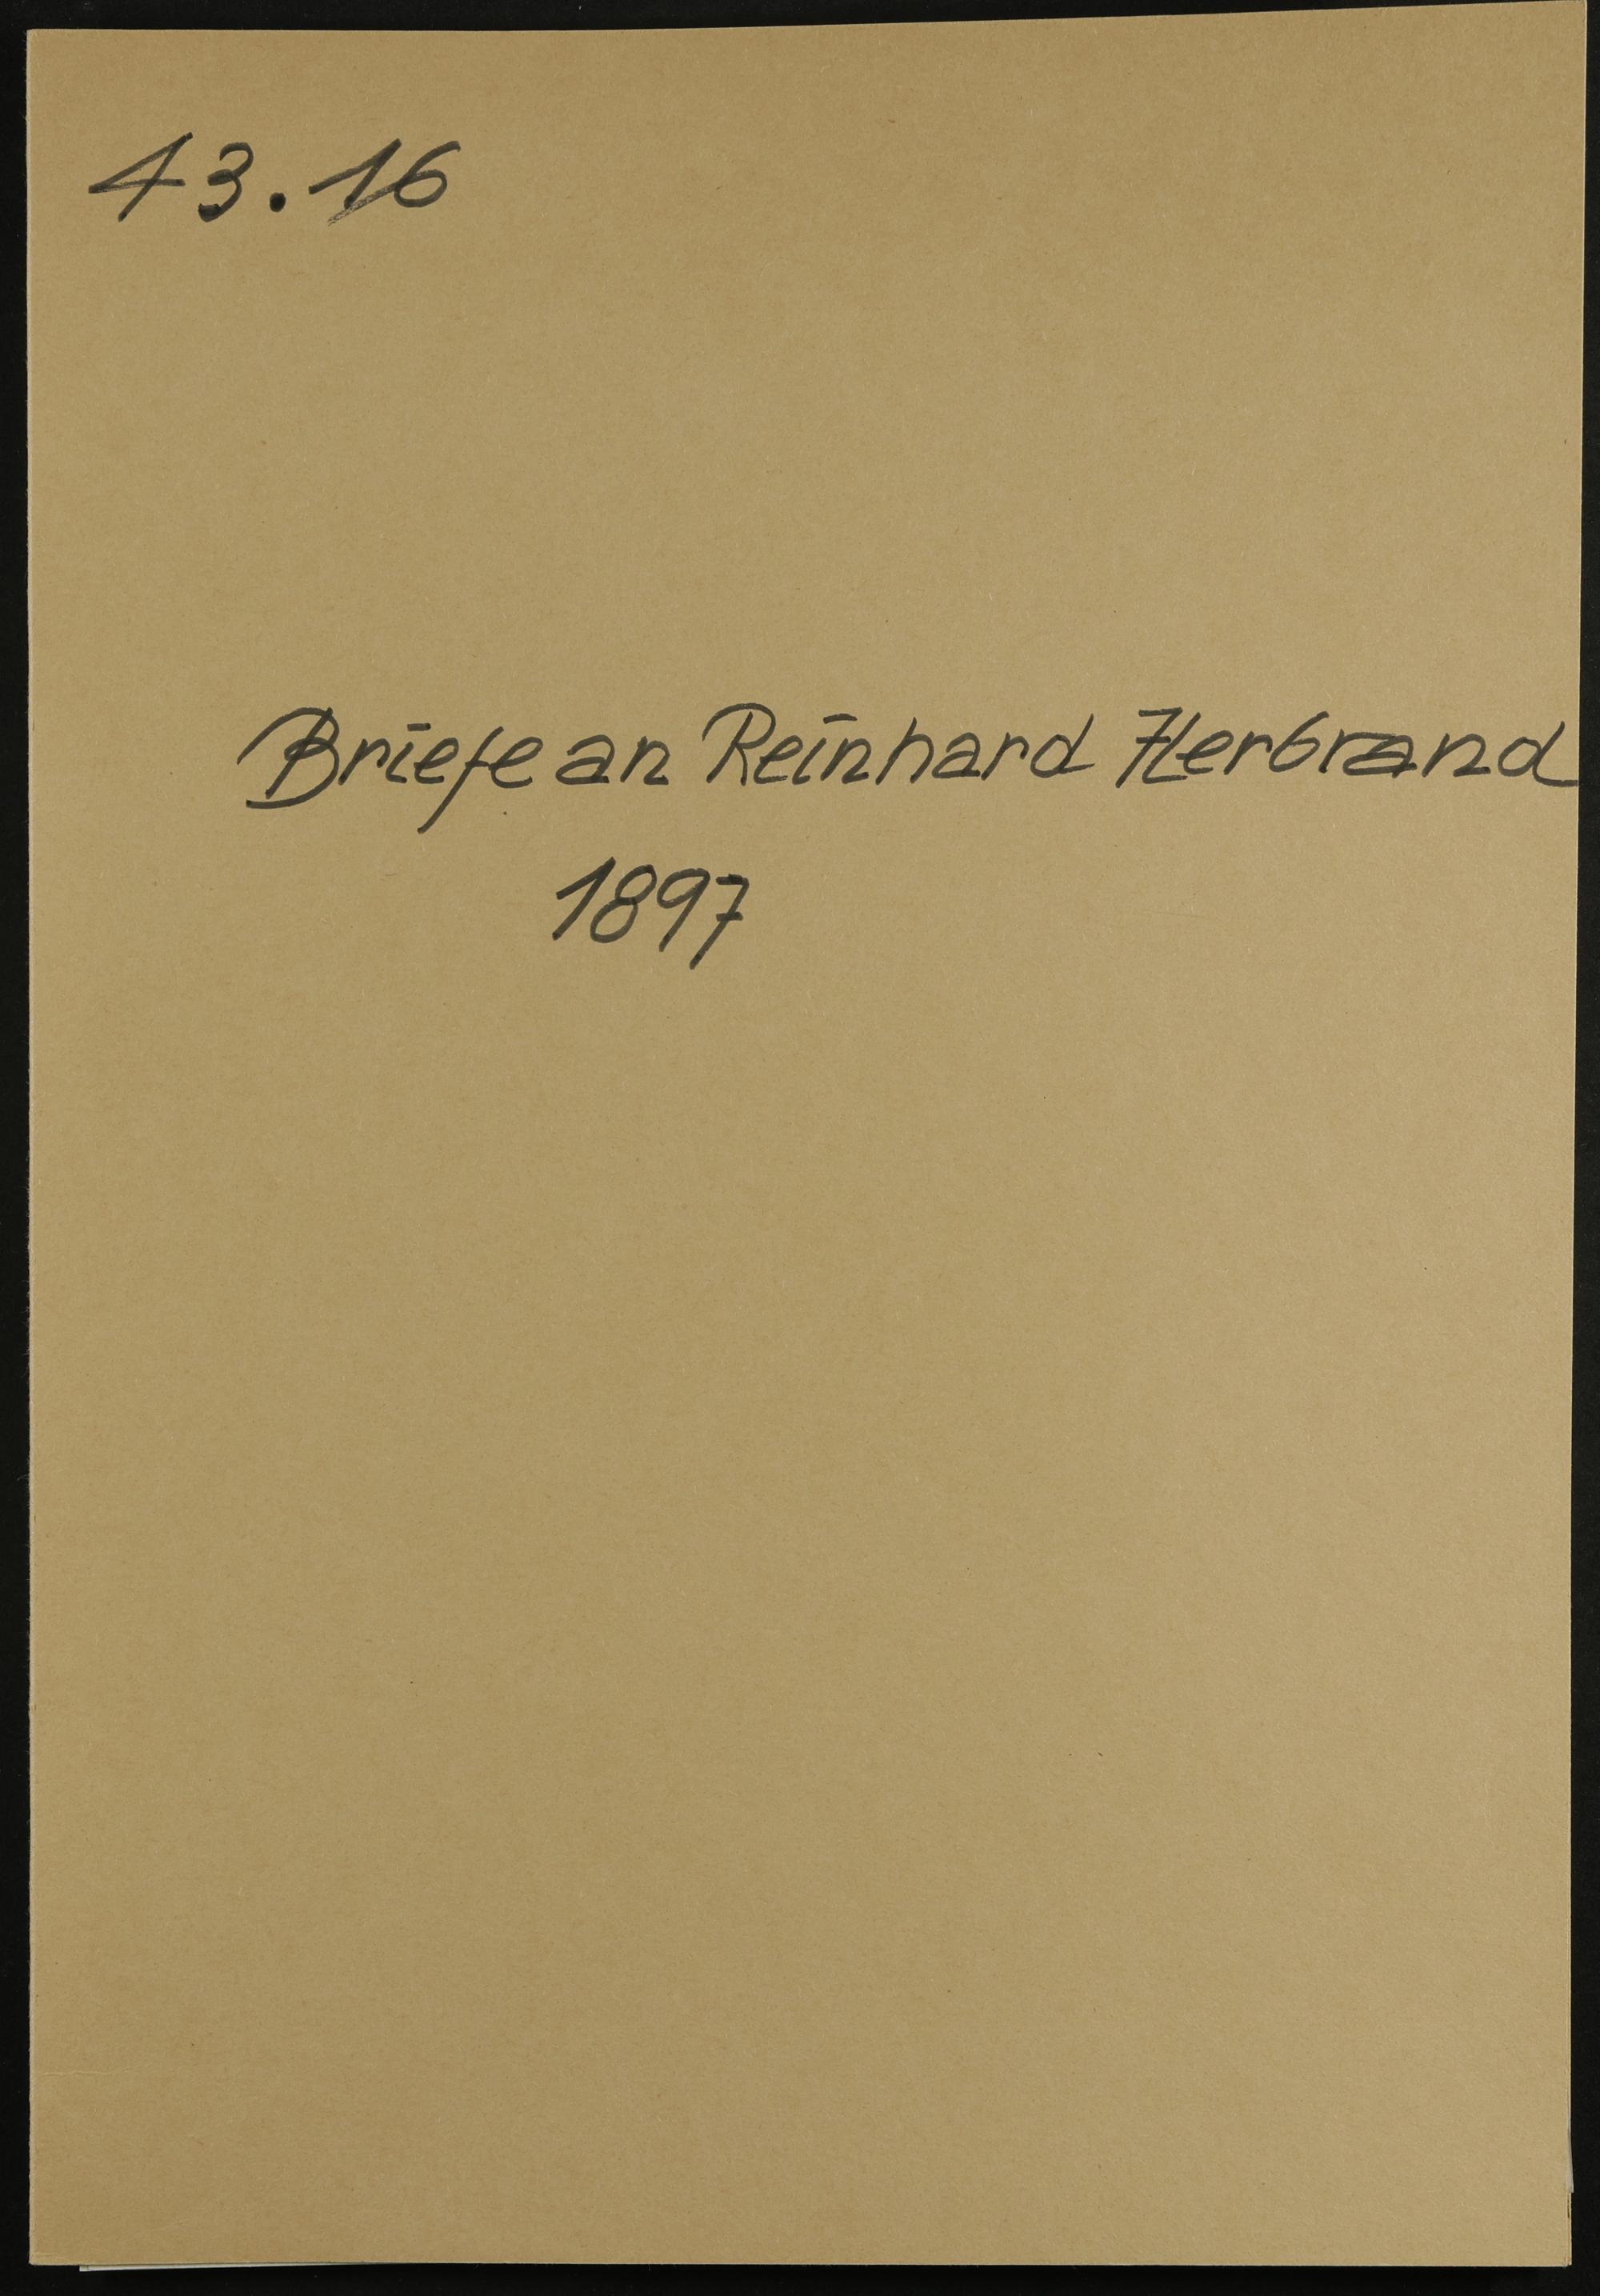 43.16
Briefe an Reinhard Herbrand
1897